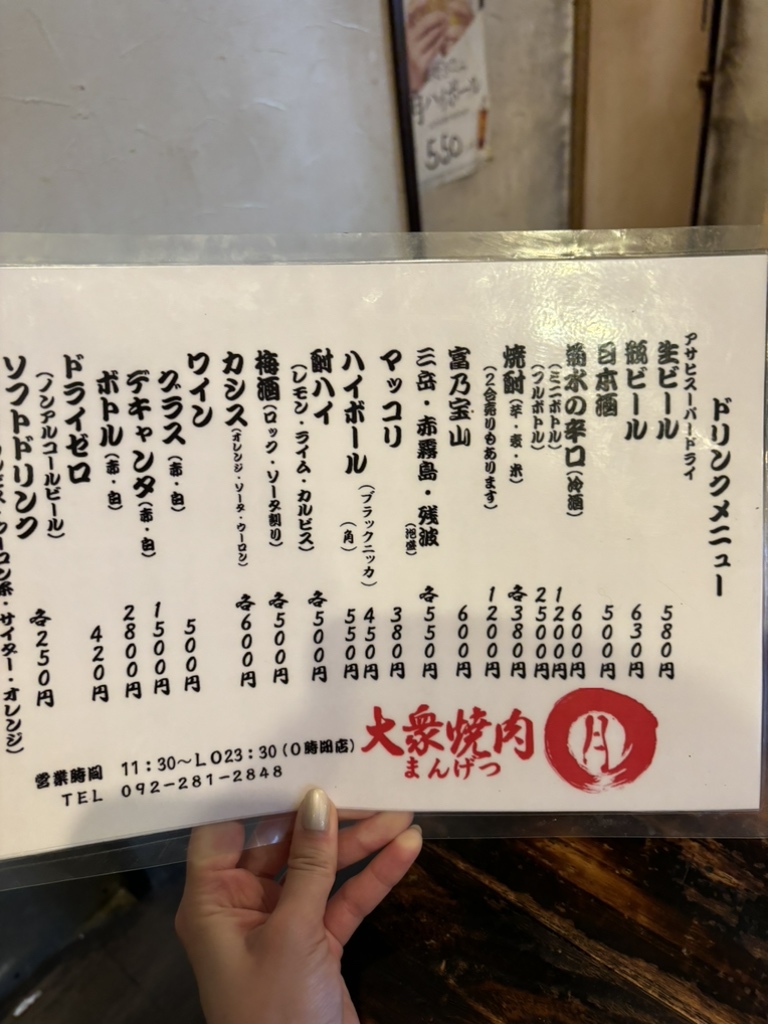 ハイボール
550
ドリンクメニュー
アサヒスーパードライ
生ビール 580円
瓶ビール 630円
日本酒 500円
菊水の辛口(冷酒) 600円
(ミニボトル) 1200円
(フルボトル) 2500円
焼酎(芋・麦・米) 各380円
(2合売りもあります) 1200円
富乃宝山 600円
三岳・赤霧島・残波(泡盛) 各550円
マッコリ 380円
ハイボール(ブラックニッカ) 450円
(角) 550円
酎ハイ 各500円
(レモン・ライム・カルピス)
梅酒(ロック・ソーダ割り) 各500円
カシス(オレンジ・ソーダ・ウーロン) 各600円
ワイン
グラス(赤・白) 500円
デキャンタ(赤・白) 1500円
ボトル(赤・白) 2800円
ドライゼロ 420円
(ノンアルコールビール)
ソフトドリンク 各250円
ン茶・サイダー・オレンジ)
大衆焼肉
まんげつ
月
営業時間 11:30〜LO23:30(0時閉店)
TEL 092-281-2848